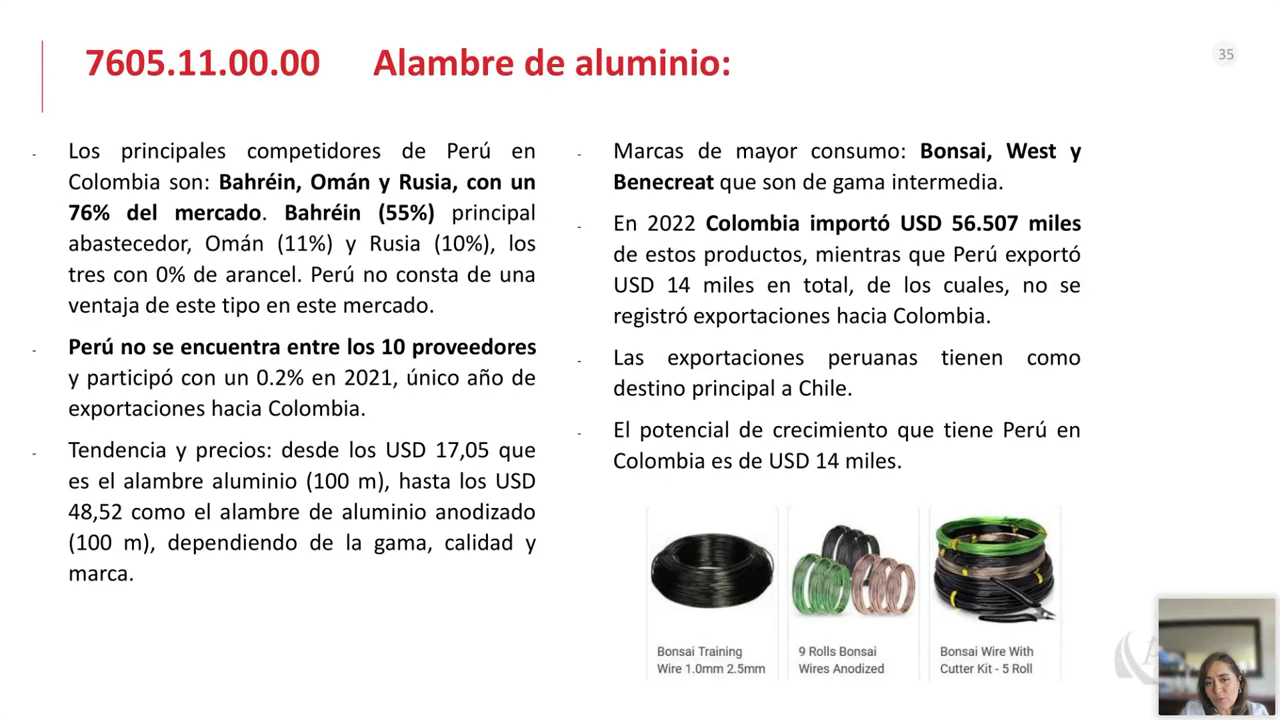 7605.11.00.00 Alambre de aluminio:
35
- Los principales competidores de Perú en
Colombia son: Bahréin, Omán y Rusia, con un
76% del mercado. Bahréin (55%) principal
abastecedor, Omán (11%) y Rusia (10%), los
tres con 0% de arancel. Perú no consta de una
ventaja de este tipo en este mercado.
- Perú no se encuentra entre los 10 proveedores
y participó con un 0.2% en 2021, único año de
exportaciones hacia Colombia.
- Tendencia y precios: desde los USD 17,05 que
es el alambre aluminio (100 m), hasta los USD
48,52 como el alambre de aluminio anodizado
(100 m), dependiendo de la gama, calidad y
marca.
- Marcas de mayor consumo: Bonsai, West y
Benecreat que son de gama intermedia.
- En 2022 Colombia importó USD 56.507 miles
de estos productos, mientras que Perú exportó
USD 14 miles en total, de los cuales, no se
registró exportaciones hacia Colombia.
- Las exportaciones peruanas tienen como
destino principal a Chile.
- El potencial de crecimiento que tiene Perú en
Colombia es de USD 14 miles.
Bonsai Training
Wire 1.0mm 2.5mm
9 Rolls Bonsai
Wires Anodized
Bonsai Wire With
Cutter Kit - 5 Roll